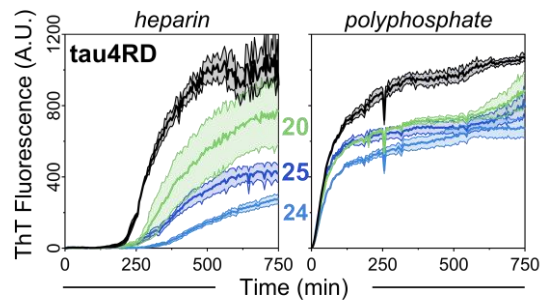 heparin
polyphosphate
1200
800
400
0
ThT Fluorescence (A.U.)
tau4RD
20
25
24
0 250 500 750
0 250 500 750
Time (min)